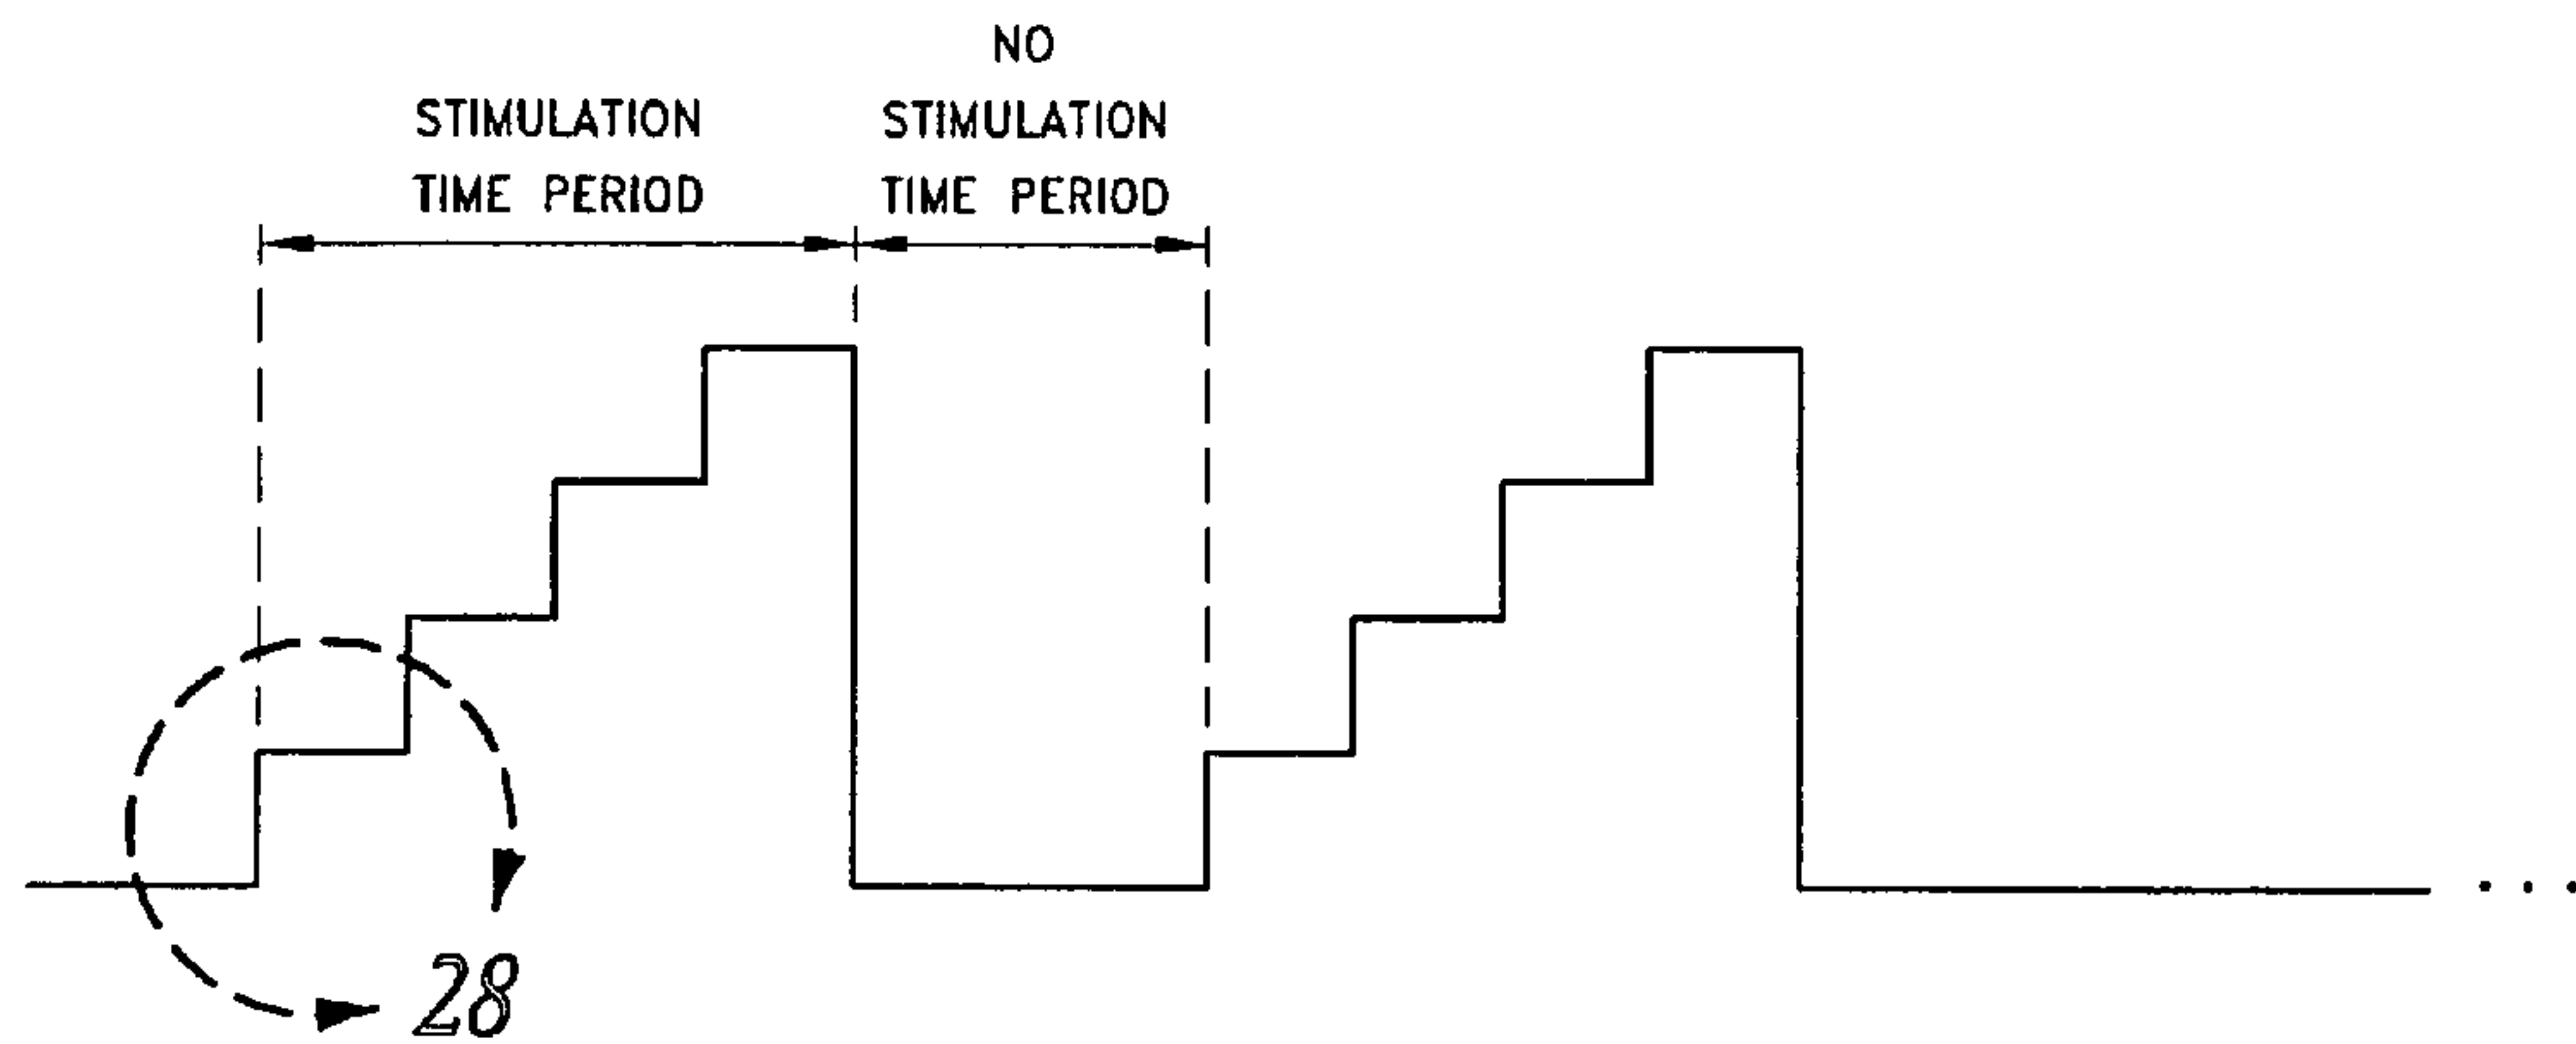 STIMULATION
TIME PERIOD
NO
STIMULATION
TIME PERIOD
28